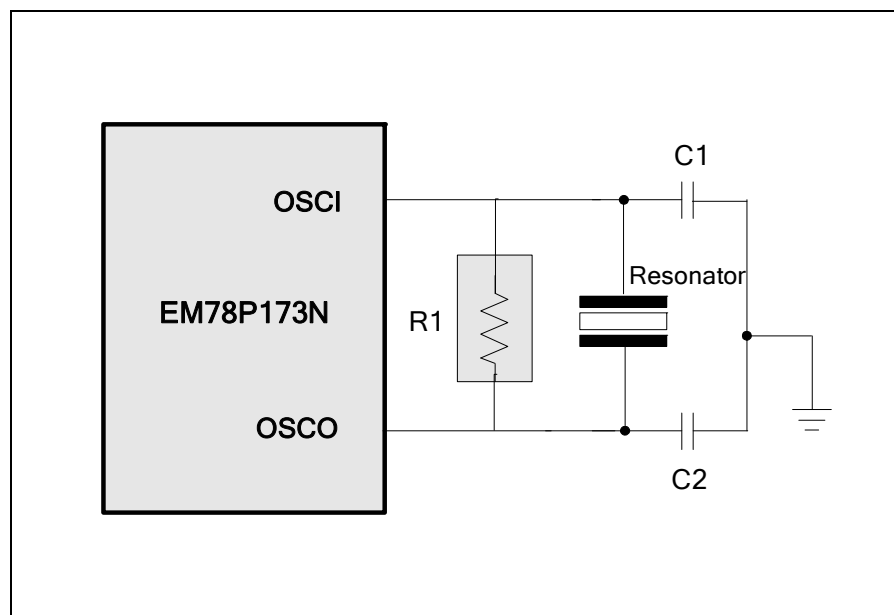 C1
OSCI
Resonator
EM78P173N
R1
OSCO
C2